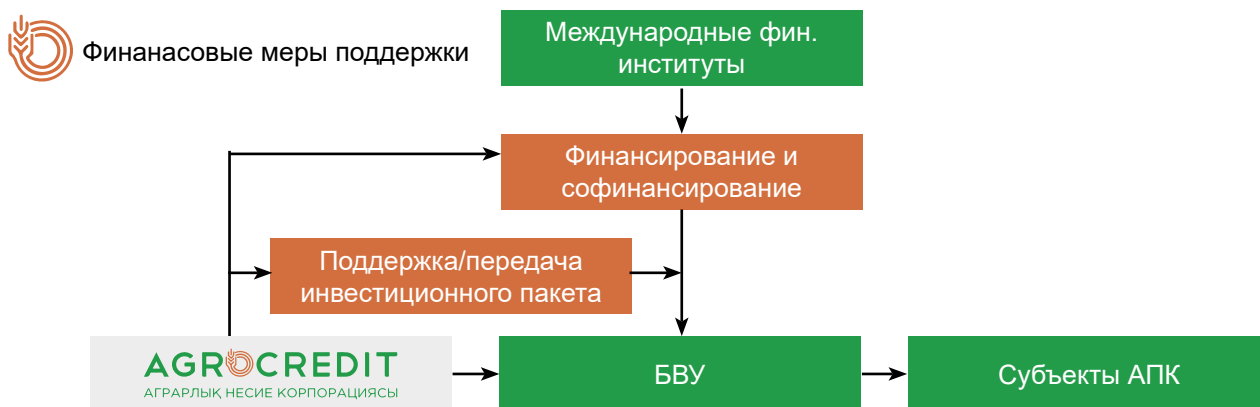 Финанасовые меры поддержки
Международные фин.
институты
Финансирование и
софинансирование
Поддержка/передача
инвестиционного пакета
AGROCREDIT
АГРАРЛЫҚ НЕСИЕ КОРПОРАЦИЯСЫ
БВУ
Субъекты АПК